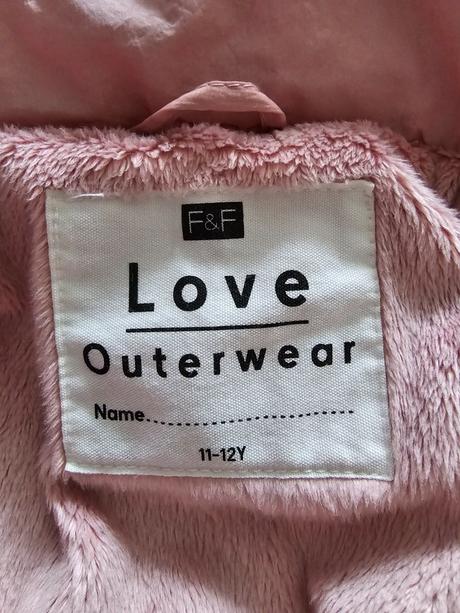 F&F
Love
Outerwear
Name..............................
11-12Y